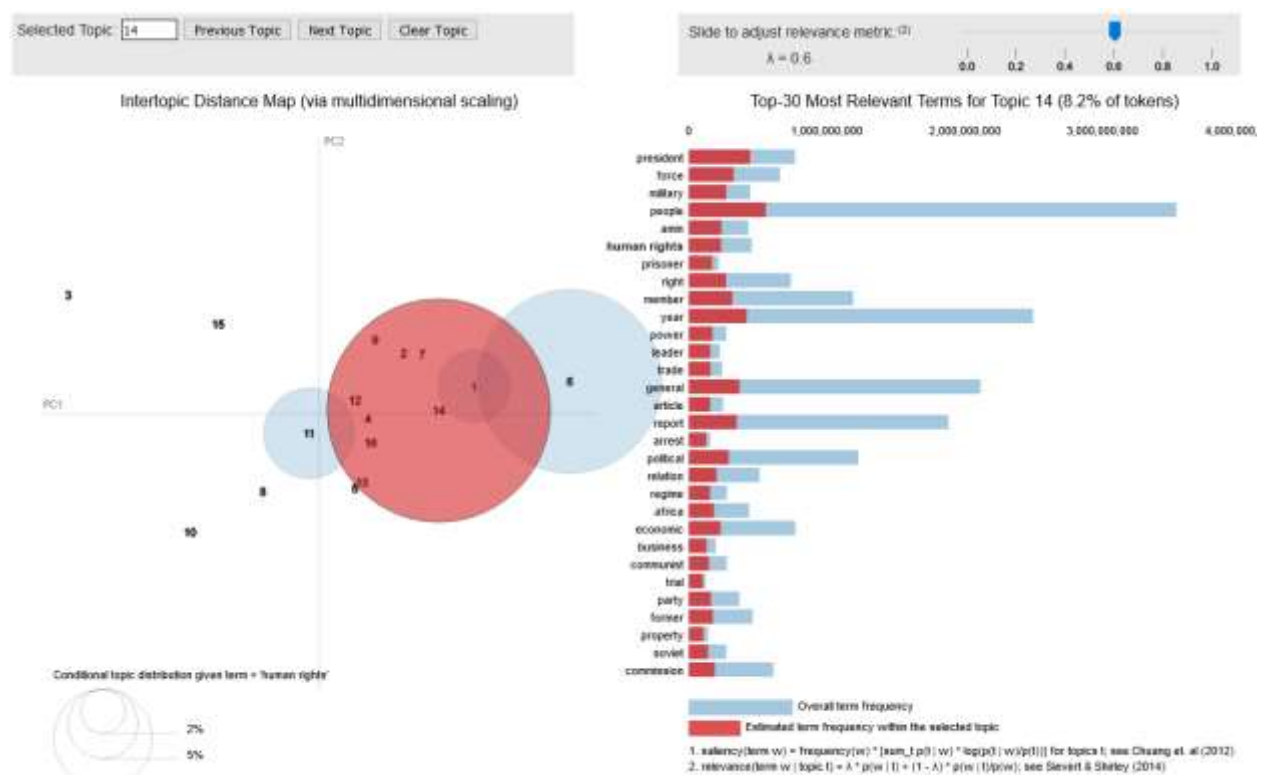 Selected Topic: 14 Previous Topic Next Topic Clear Topic
Slide to adjust relevance metric: (2)
λ = 0.6
0.0 0.2 0.4 0.6 0.8 1.0
Intertopic Distance Map (via multidimensional scaling)
PC2
PC1
3
15
9
2
7
1
6
12
14
4
11
16
8
10
Conditional topic distribution given term = 'human rights'
2%
5%
Top-30 Most Relevant Terms for Topic 14 (8.2% of tokens)
0 1,000,000,000 2,000,000,000 3,000,000,000 4,000,000,
president
force
military
people
amin
human rights
prisoner
right
member
year
power
leader
trade
general
article
report
arrest
political
relation
regime
africa
economic
business
communist
trial
party
former
property
soviet
commission
Overall term frequency
Estimated term frequency within the selected topic
1. saliency(term w) = frequency(w) * [sum_t p(t | w) * log(p(t | w)/p(t))] for topics t; see Chuang et. al (2012)
2. relevance(term w | topic t) = λ * p(w | t) + (1 - λ) * p(w | t)/p(w); see Sievert & Shirley (2014)